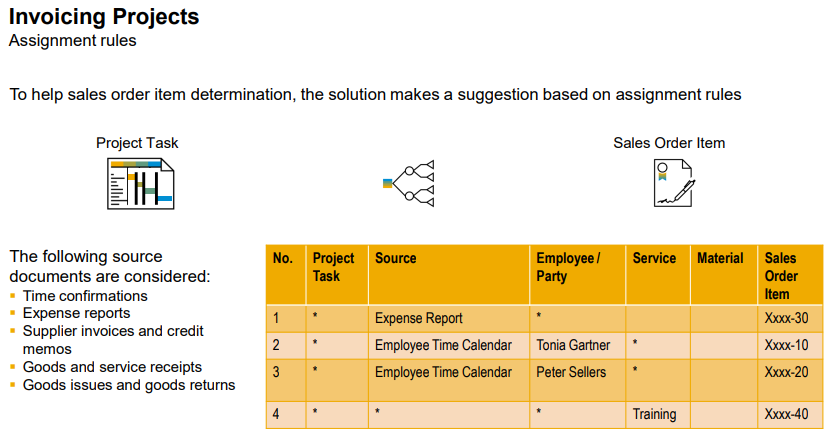 Invoicing Projects
Assignment rules
To help sales order item determination, the solution makes a suggestion based on assignment rules
Project Task
Sales Order Item
The following source
documents are considered:
Time confirmations
Expense reports
Supplier invoices and credit
memos
Goods and service receipts
Goods issues and goods returns
No. Project Task Source Employee / Party Service Material Sales Order Item
1 * Expense Report * Xxxx-30
2 * Employee Time Calendar Tonia Gartner * Xxxx-10
3 * Employee Time Calendar Peter Sellers * Xxxx-20
4 * * * Training Xxxx-40